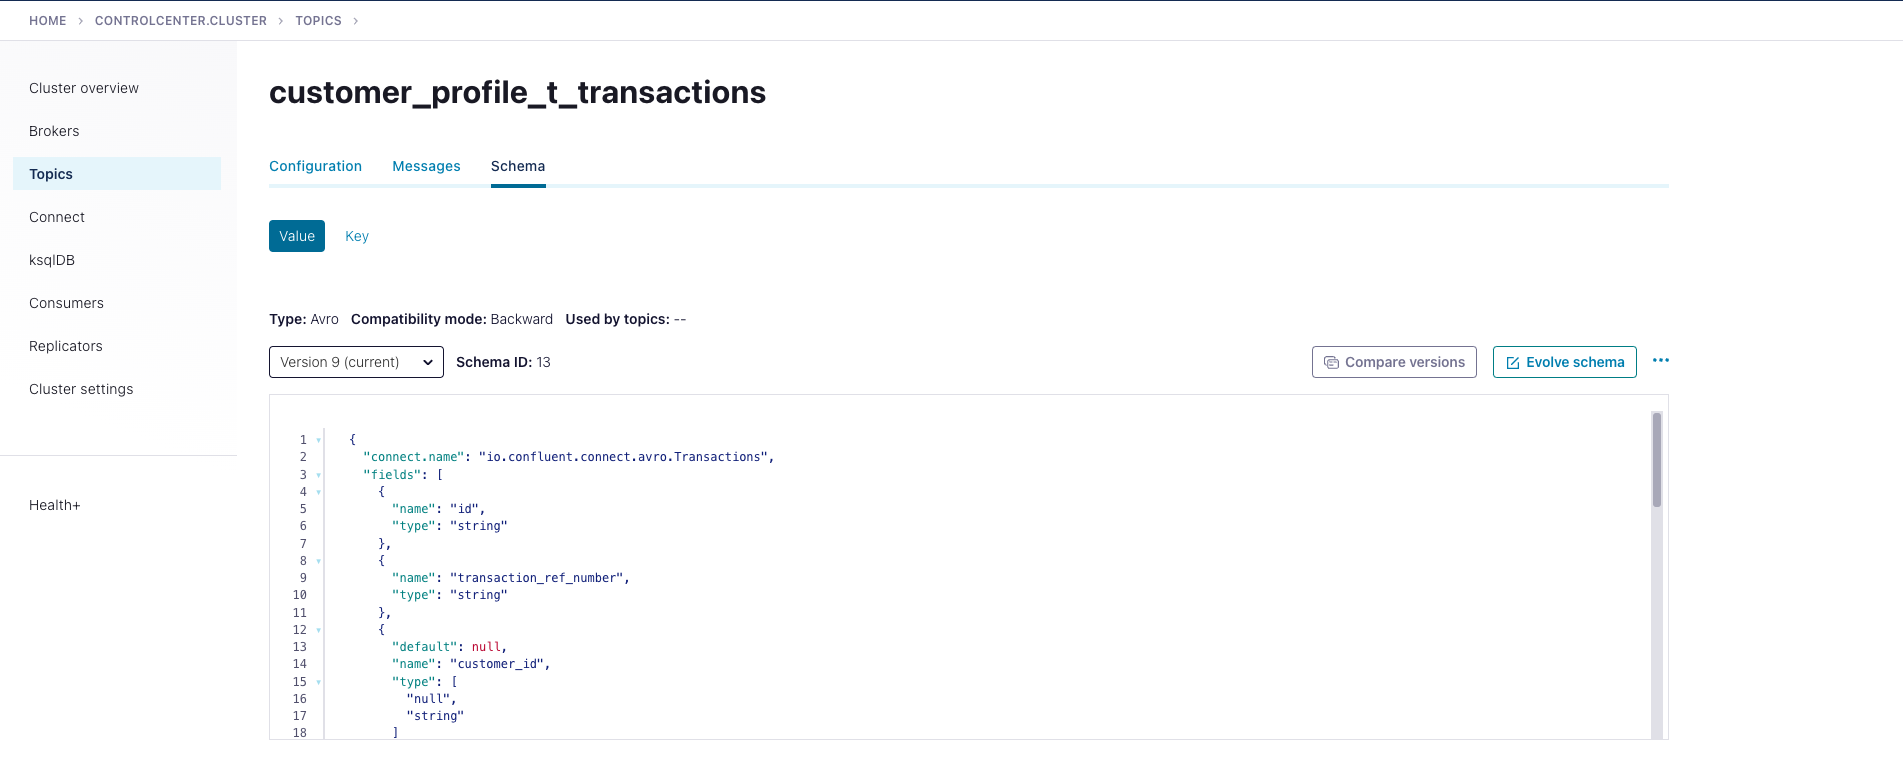 HOME > CONTROLCENTER.CLUSTER > TOPICS >
Cluster overview
Brokers
Topics
Connect
ksqlDB
Consumers
Replicators
Cluster settings
Health+
customer_profile_t_transactions
Configuration Messages Schema
Value Key
Type: Avro Compatibility mode: Backward Used by topics: --
Version 9 (current) Schema ID: 13 Compare versions Evolve schema ...
1 {
2 "connect.name": "io.confluent.connect.avro.Transactions",
3 "fields": [
4 {
5 "name": "id",
6 "type": "string"
7 },
8 {
9 "name": "transaction_ref_number",
10 "type": "string"
11 },
12 {
13 "default": null,
14 "name": "customer_id",
15 "type": [
16 "null",
17 "string"
18 ]